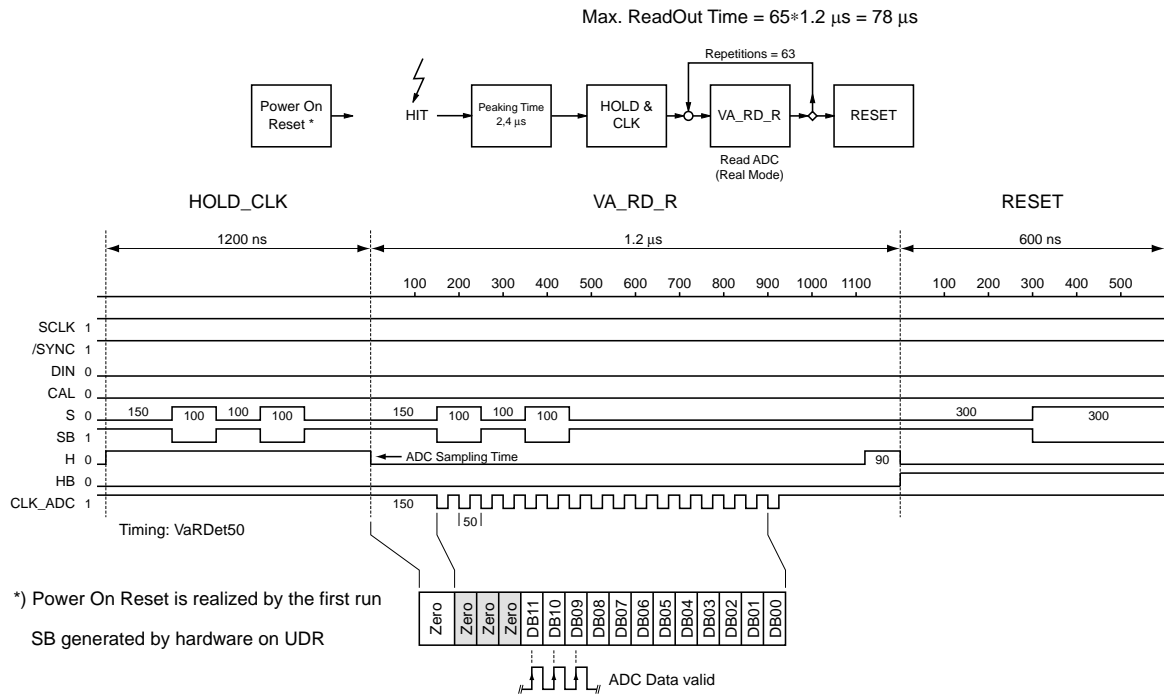 Max. ReadOut Time = 65*1.2 μs = 78 μs
Repetitions = 63
Power On
Reset *
HIT
Peaking Time
2,4 μs
HOLD &
CLK
VA_RD_R
RESET
Read ADC
(Real Mode)
HOLD_CLK VA_RD_R RESET
1200 ns 1.2 μs 600 ns
100 200 300 400 500 600 700 800 900 1000 1100 100 200 300 400 500
SCLK 1
/SYNC 1
DIN 0
CAL 0
S 0 150 100 100 100 150 100 100 100 300 300
SB 1
H 0 ADC Sampling Time 90
HB 0
CLK_ADC 1 150
50
Timing: VaRDet50
*) Power On Reset is realized by the first run
SB generated by hardware on UDR
Zero Zero Zero Zero DB11 DB10 DB09 DB08 DB07 DB06 DB05 DB04 DB03 DB02 DB01 DB00
ADC Data valid